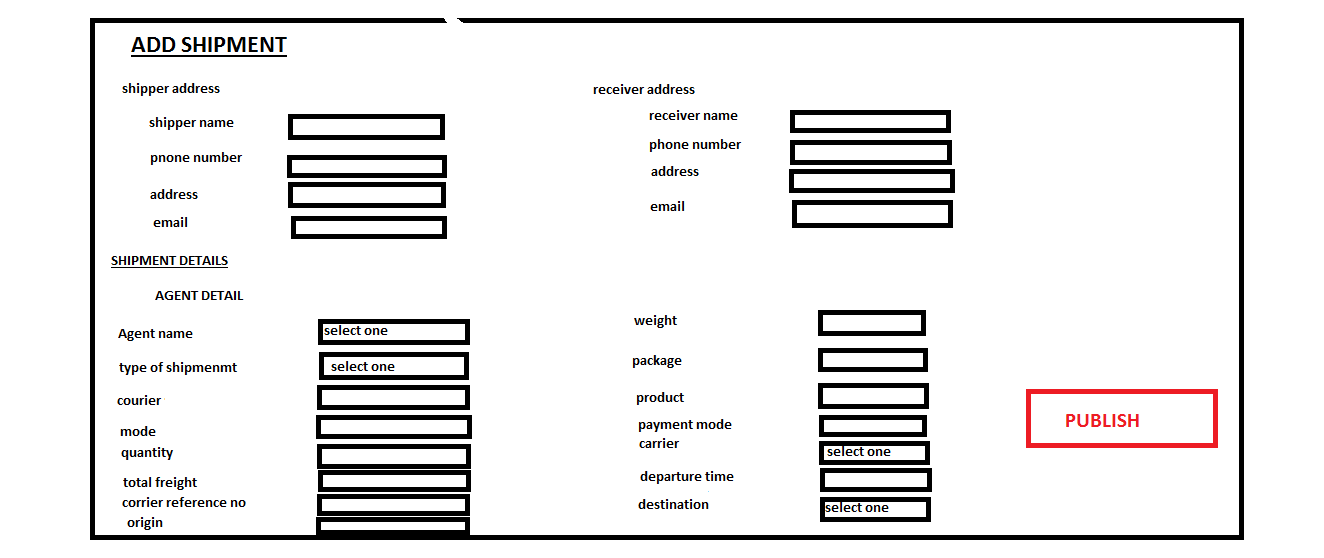 ADD SHIPMENT
shipper address
shipper name
pnone number
address
email
receiver address
receiver name
phone number
address
email
SHIPMENT DETAILS
AGENT DETAIL
Agent name
select one
type of shipmenmt
select one
courier
mode
quantity
total freight
corrier reference no
origin
weight
package
product
payment mode
carrier
select one
departure time
destination
select one
PUBLISH